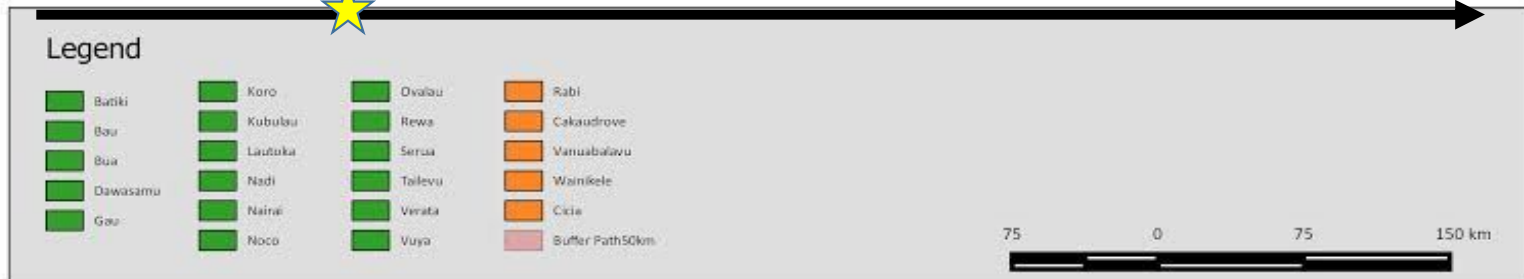 Legend
Batiki
Bau
Bua
Dawasamu
Gau
Koro
Kubulau
Lautoka
Nadi
Nairai
Noco
Ovalau
Rewa
Serua
Tailevu
Verata
Vuya
Rabi
Cakaudrove
Vanuabalavu
Wainikele
Cicia
Buffer Path50km
75 0 75 150 km